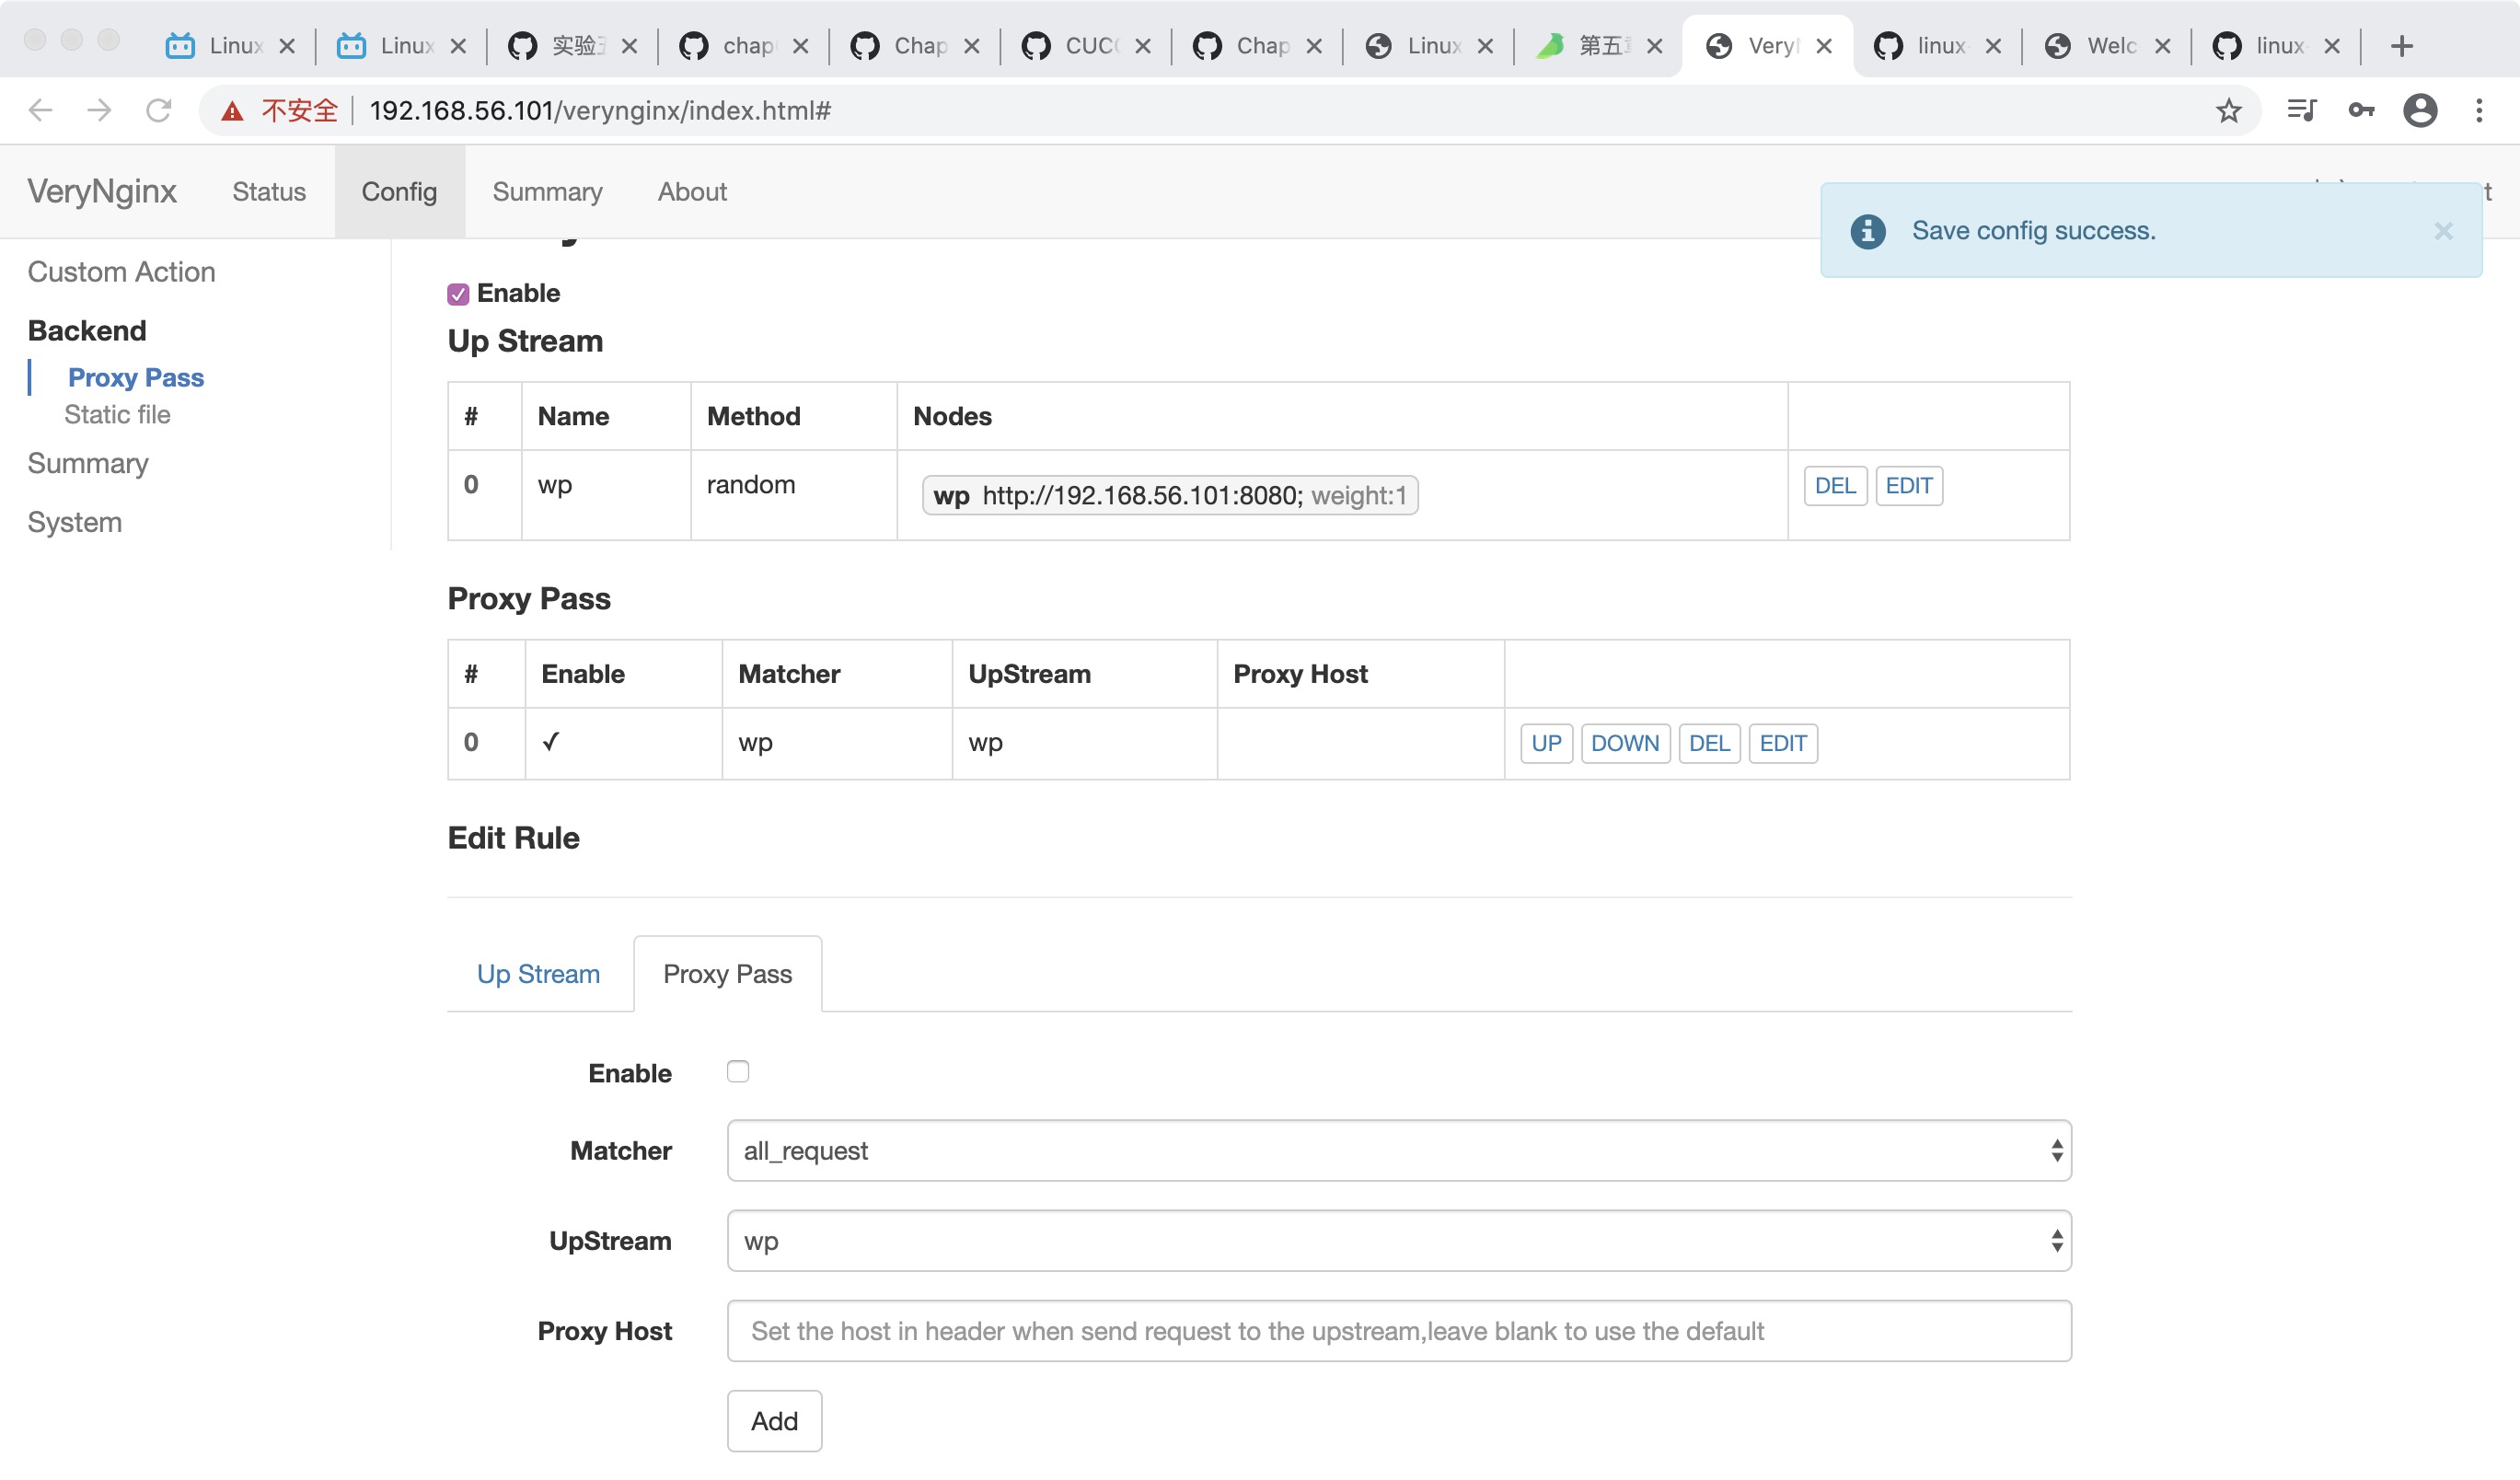 Linux Linux 实验 chap Chap CUC Chap Linux 第五 Very linux Welc linux
不安全 192.168.56.101/verynginx/index.html#
VeryNginx Status Config Summary About
Save config success.
Custom Action
Backend
Proxy Pass
Static file
Summary
System
Enable
Up Stream
# Name Method Nodes
0 wp random wp http://192.168.56.101:8080; weight:1 DEL EDIT
Proxy Pass
# Enable Matcher UpStream Proxy Host
0 ✓ wp wp UP DOWN DEL EDIT
Edit Rule
Up Stream Proxy Pass
Enable
Matcher all_request
UpStream wp
Proxy Host Set the host in header when send request to the upstream,leave blank to use the default
Add